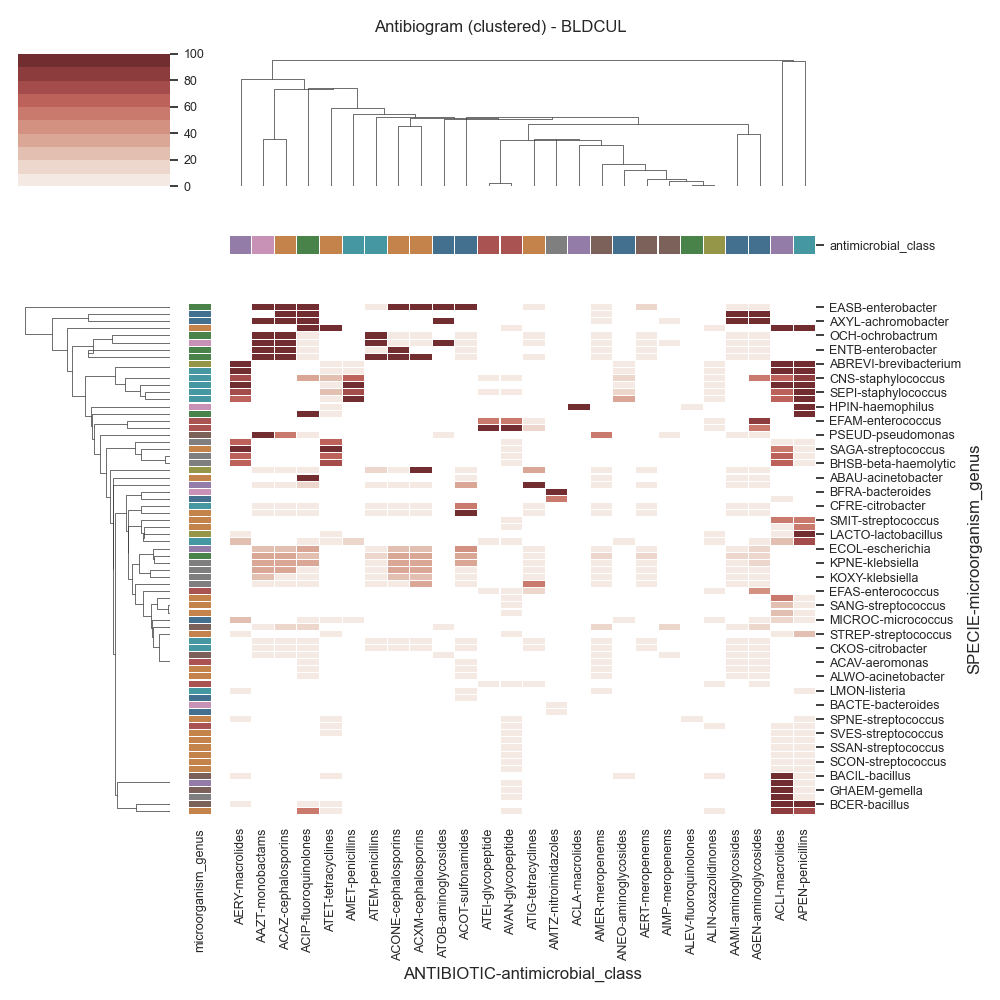 Antibiogram (clustered) - BLDCUL
100
80
60
40
20
0
antimicrobial_class
EASB-enterobacter
AXYL-achromobacter
OCH-ochrobactrum
ENTB-enterobacter
ABREVI-brevibacterium
CNS-staphylococcus
SEPI-staphylococcus
HPIN-haemophilus
EFAM-enterococcus
PSEUD-pseudomonas
SAGA-streptococcus
BHSB-beta-haemolytic
ABAU-acinetobacter
BFRA-bacteroides
CFRE-citrobacter
SMIT-streptococcus
LACTO-lactobacillus
ECOL-escherichia
KPNE-klebsiella
KOXY-klebsiella
EFAS-enterococcus
SANG-streptococcus
MICROC-micrococcus
STREP-streptococcus
CKOS-citrobacter
ACAV-aeromonas
ALWO-acinetobacter
LMON-listeria
BACTE-bacteroides
SPNE-streptococcus
SVES-streptococcus
SSAN-streptococcus
SCON-streptococcus
BACIL-bacillus
GHAEM-gemella
BCER-bacillus
SPECIE-microorganism_genus
microorganism_genus
AERY-macrolides
AAZT-monobactams
ACAZ-cephalosporins
ACIP-fluoroquinolones
ATET-tetracyclines
AMET-penicillins
ATEM-penicillins
ACONE-cephalosporins
ACXM-cephalosporins
ATOB-aminoglycosides
ACOT-sulfonamides
ATEI-glycopeptide
AVAN-glycopeptide
ATIG-tetracyclines
AMTZ-nitroimidazoles
ACLA-macrolides
AMER-meropenems
ANEO-aminoglycosides
AERT-meropenems
AIMP-meropenems
ALEV-fluoroquinolones
ALIN-oxazolidinones
AAMI-aminoglycosides
AGEN-aminoglycosides
ACLI-macrolides
APEN-penicillins
ANTIBIOTIC-antimicrobial_class